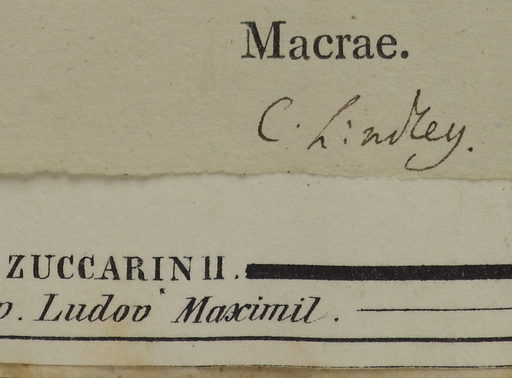 Macrae.
C. Lindley.
ZUCCARINII.
p. Ludov. Maximil.